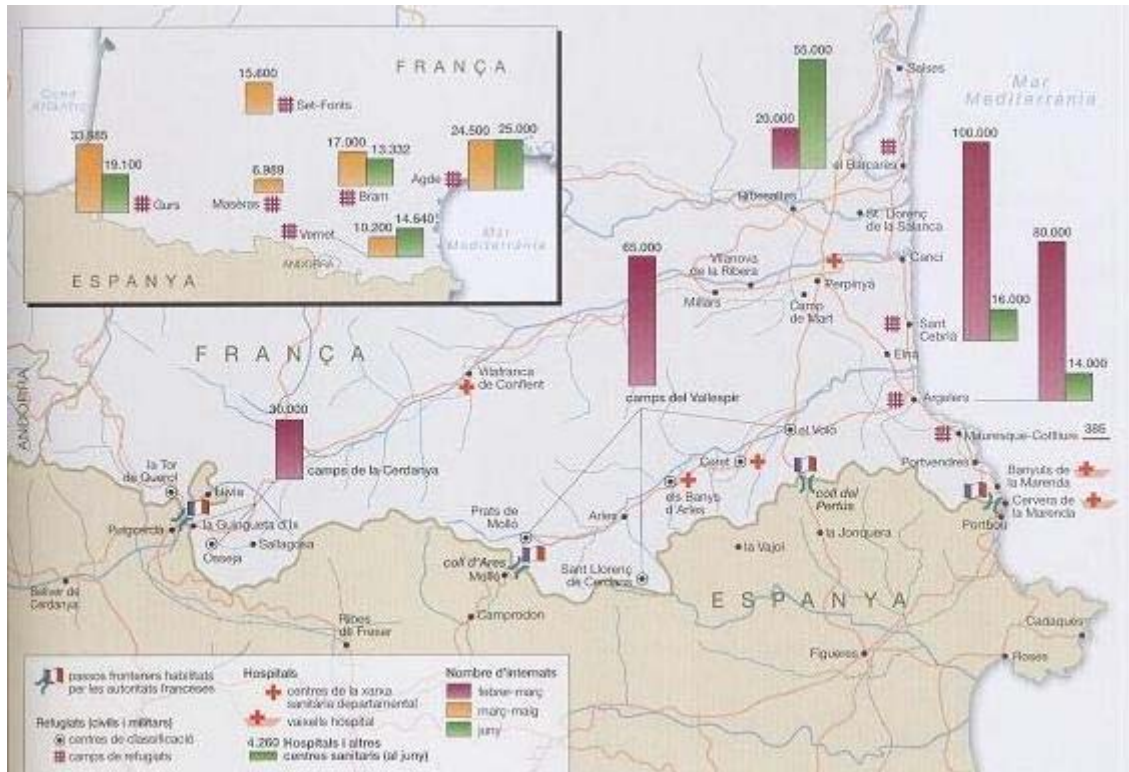 FRANÇA
15.600
Set-Fonts
33.985
19.100
Gurs
17.000
13.332
Bram
6.989
Maseras
24.500
25.000
Agde
Vernet
10.200
14.640
Mar
Mediterrània
ANDORRA
ESPANYA
55.000
20.000
Salses
Mar
Mediterrània
el Barcarès
Ribesaltes
St. Llorenç
de la Salanca
100.000
80.000
65.000
Vilanova
de la Ribera
Canet
Millars
Perpinyà
Camp
de Mart
16.000
Sant
Cebrià
FRANÇA
Vilafranca
de Conflent
Elna
14.000
camps del Vallespir
Argelers
ANDORRA
30.000
camps de la Cerdanya
el Voló
Mauresque-Cotlliure
385
la Tor
de Querol
Llívia
Ceret
coll del
Pertús
Portvendres
Banyuls de
la Marenda
els Banys
d'Arles
Cervera de
la Marenda
Puigcerdà
la Guingueta d'Ix
Prats de
Molló
Arles
Portbou
Osseja
Sallagosa
coll d'Ares
Molló
Sant Llorenç
de Cerdans
la Vajol
la Jonquera
Bellver de
Cerdanya
ESPANYA
Ribes
de Freser
Camprodon
Cadaqués
Figueres
Roses
passos fronterers habilitats
per les autoritats franceses
Refugiats (civils i militars)
centres de classificació
camps de refugiats
Hospitals
centres de la xarxa
sanitària departamental
vaixells hospital
4.260 Hospitals i altres
centres sanitaris (al juny)
Nombre d'internats
febrer-març
març-maig
juny